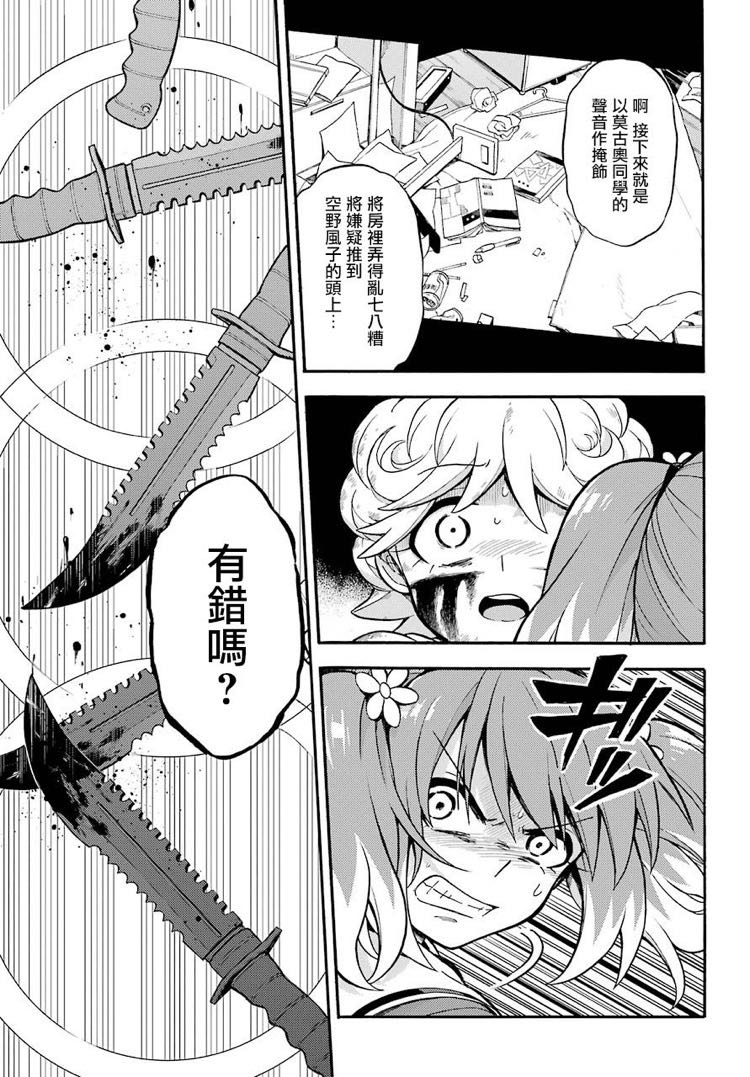 啊 接下來就是
以莫古奧同學的
聲音作掩飾
將房裡弄得亂七八糟
將嫌疑推到
空野風子的頭上…
ギッ
有錯嗎？